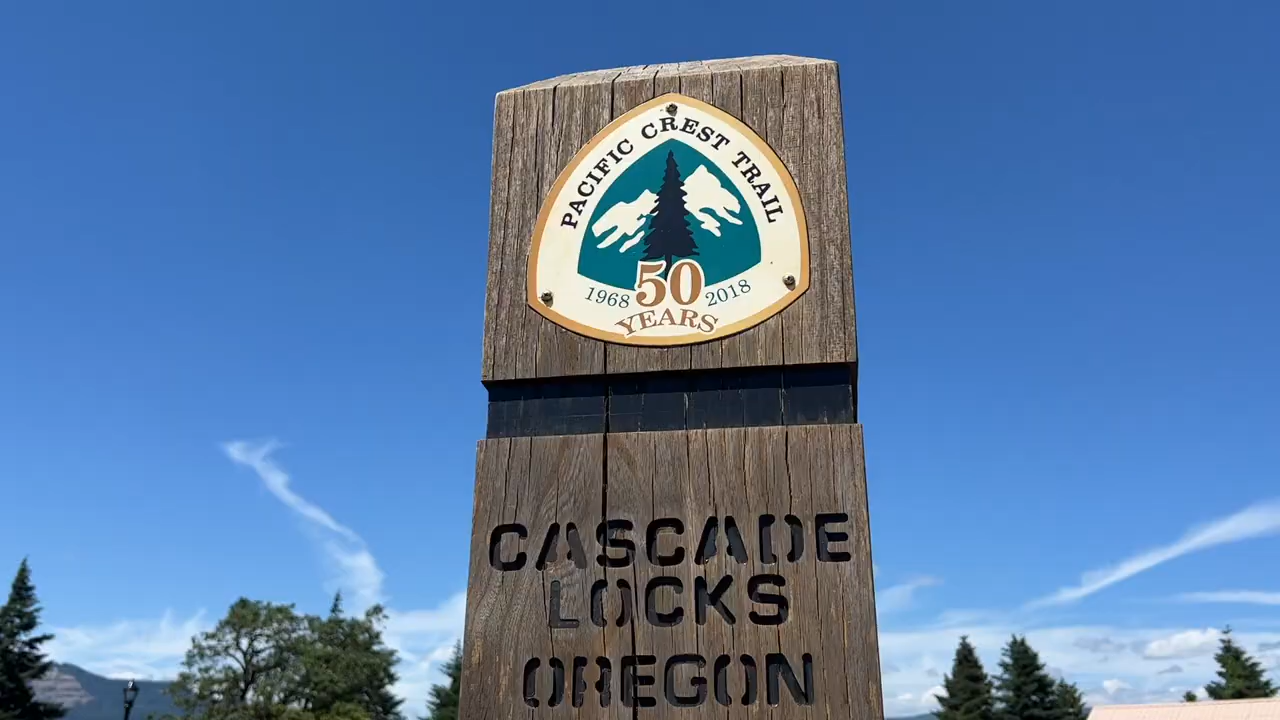 PACIFIC CREST TRAIL
1968 50 2018
YEARS
CASCADE
LOCKS
OREGON